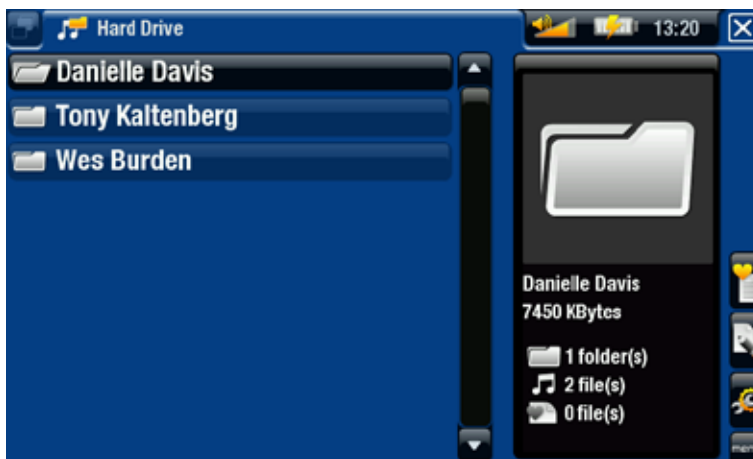 Hard Drive
13:20
Danielle Davis
Tony Kaltenberg
Wes Burden
Danielle Davis
7450 KBytes
1 folder(s)
2 file(s)
0 file(s)